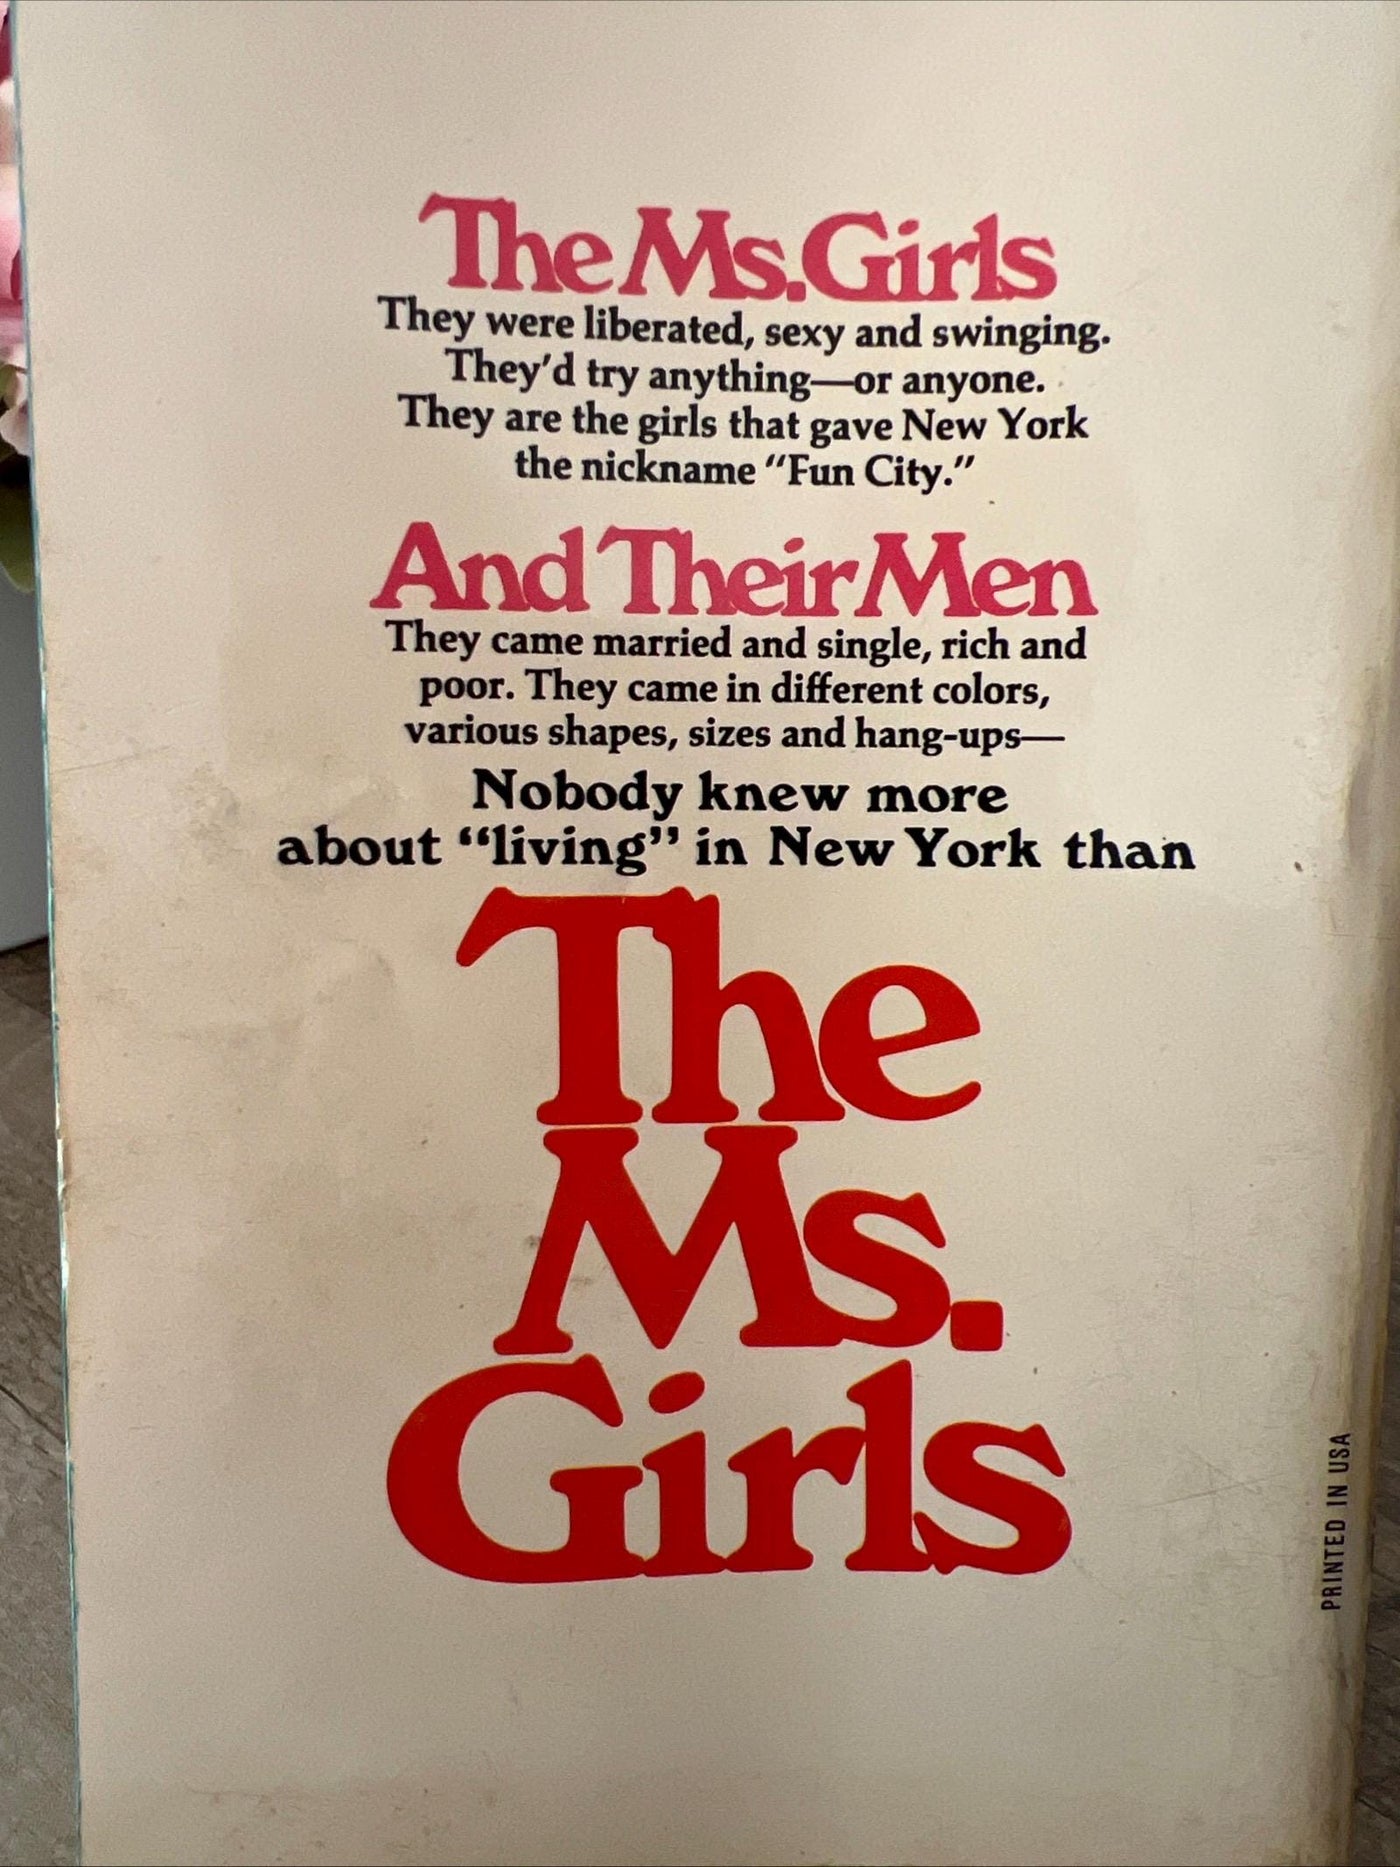 The Ms. Girls
They were liberated, sexy and swinging.
They'd try anything—or anyone.
They are the girls that gave New York
the nickname "Fun City."
And Their Men
They came married and single, rich and
poor. They came in different colors,
various shapes, sizes and hang-ups—
Nobody knew more
about “living” in New York than
The
Ms.
Girls
PRINTED IN USA